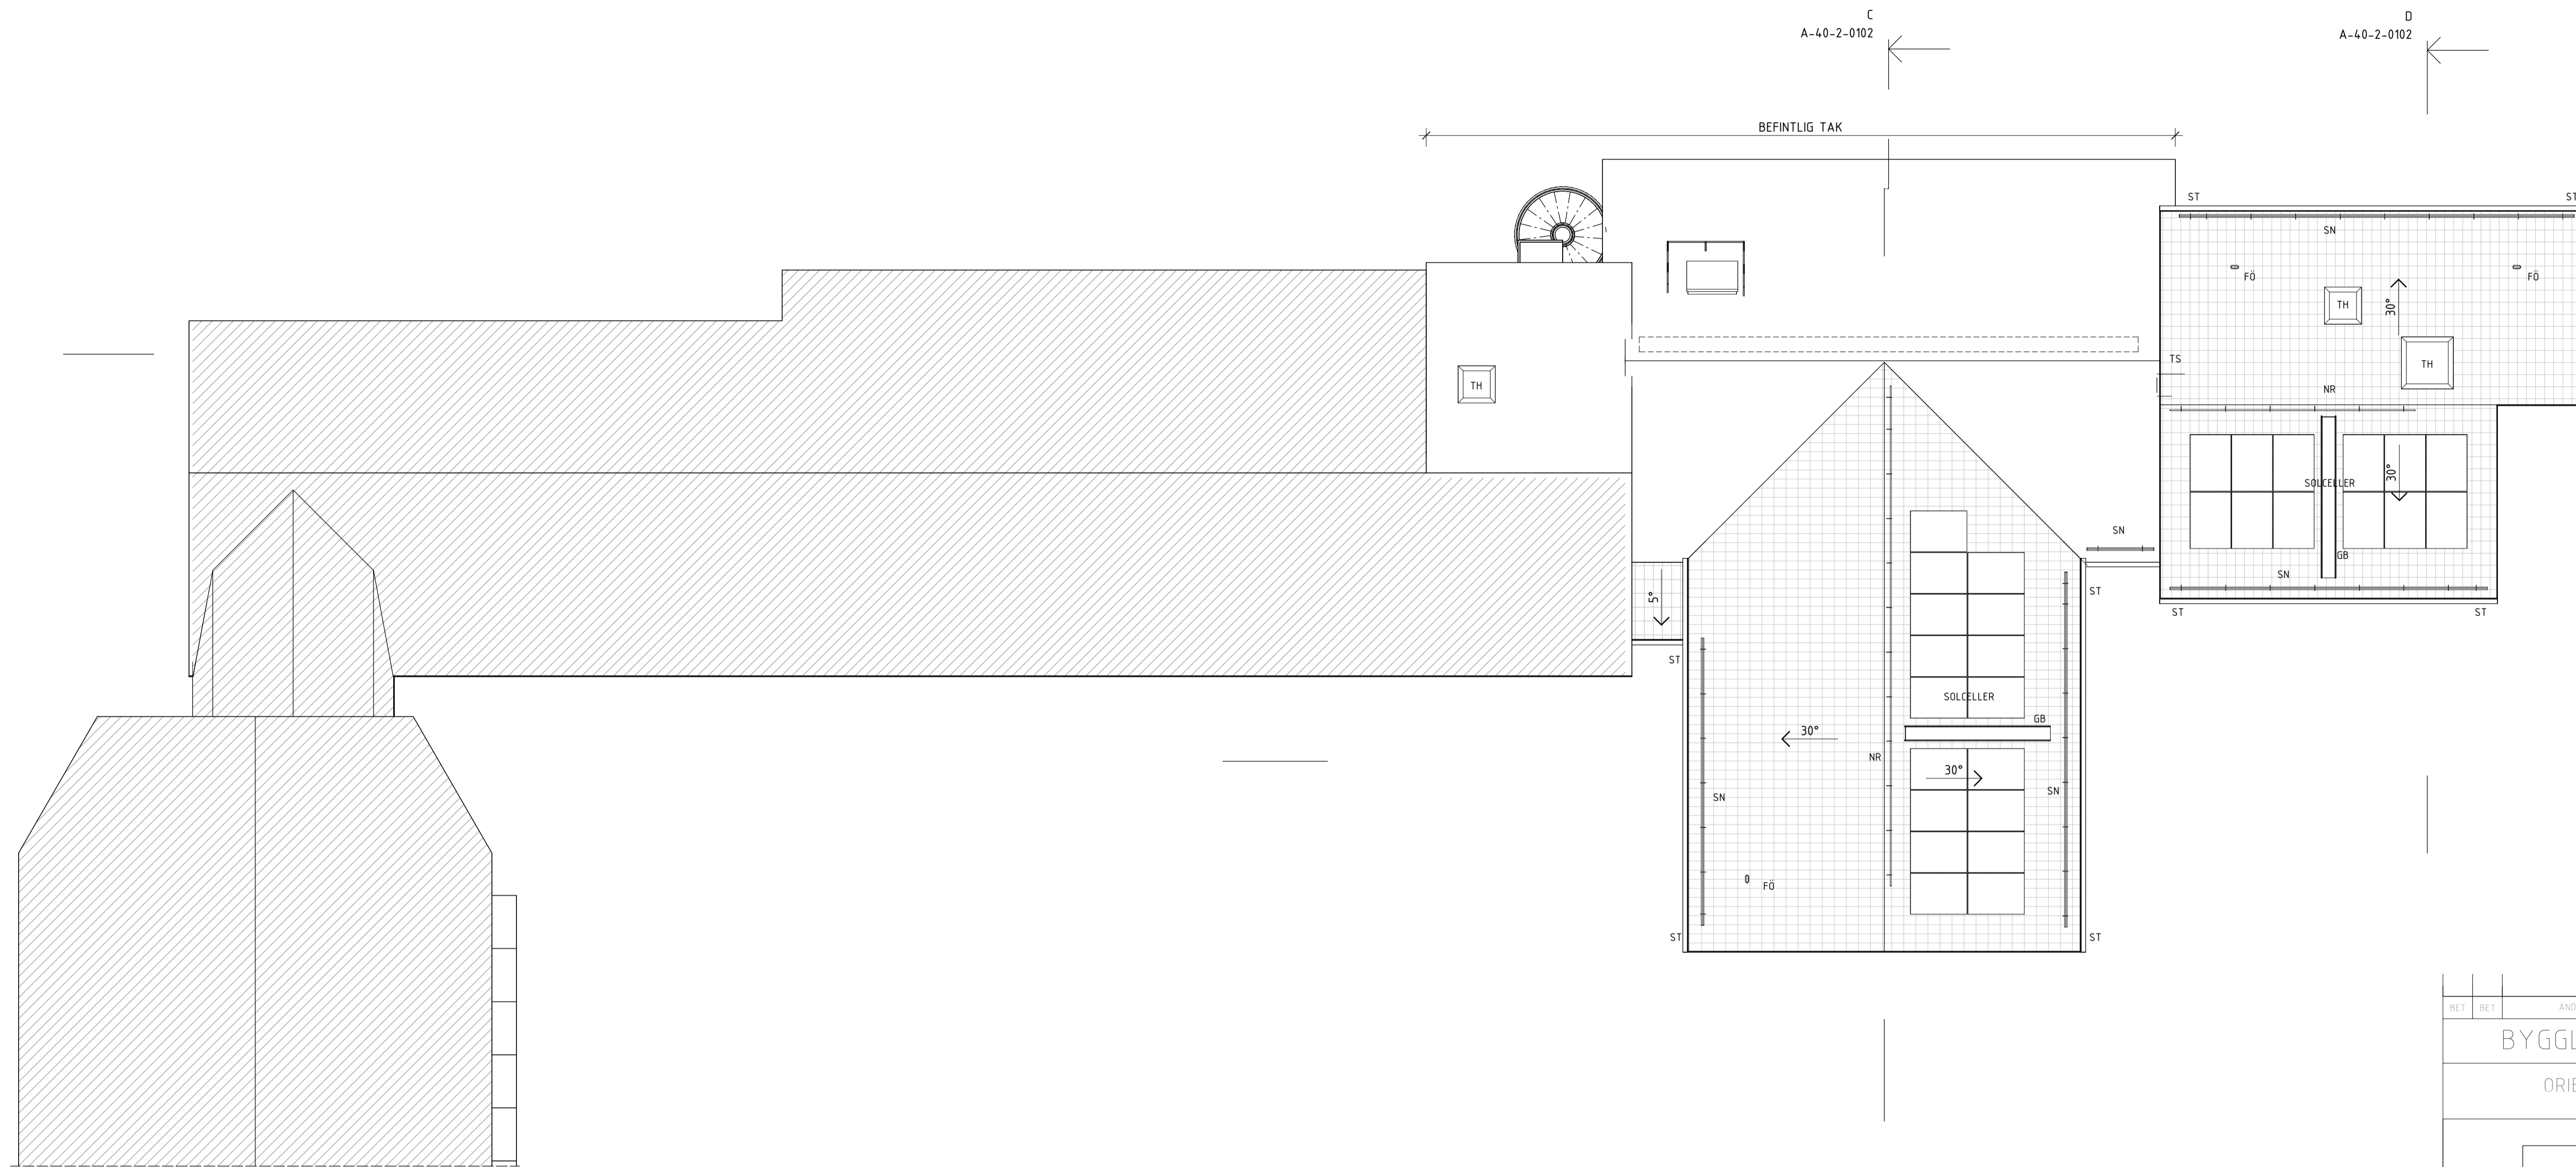 C
A-40-2-0102
D
A-40-2-0102
BEFINTLIG TAK
ST
ST
SN
FÖ
FÖ
TH
30°
TH
TS
TH
NR
30°
SOLCELLER
SN
GB
SN
5°
ST
ST
ST
ST
SOLCELLER
GB
30°
NR
30°
SN
SN
FÖ
ST
ST
BET
BET